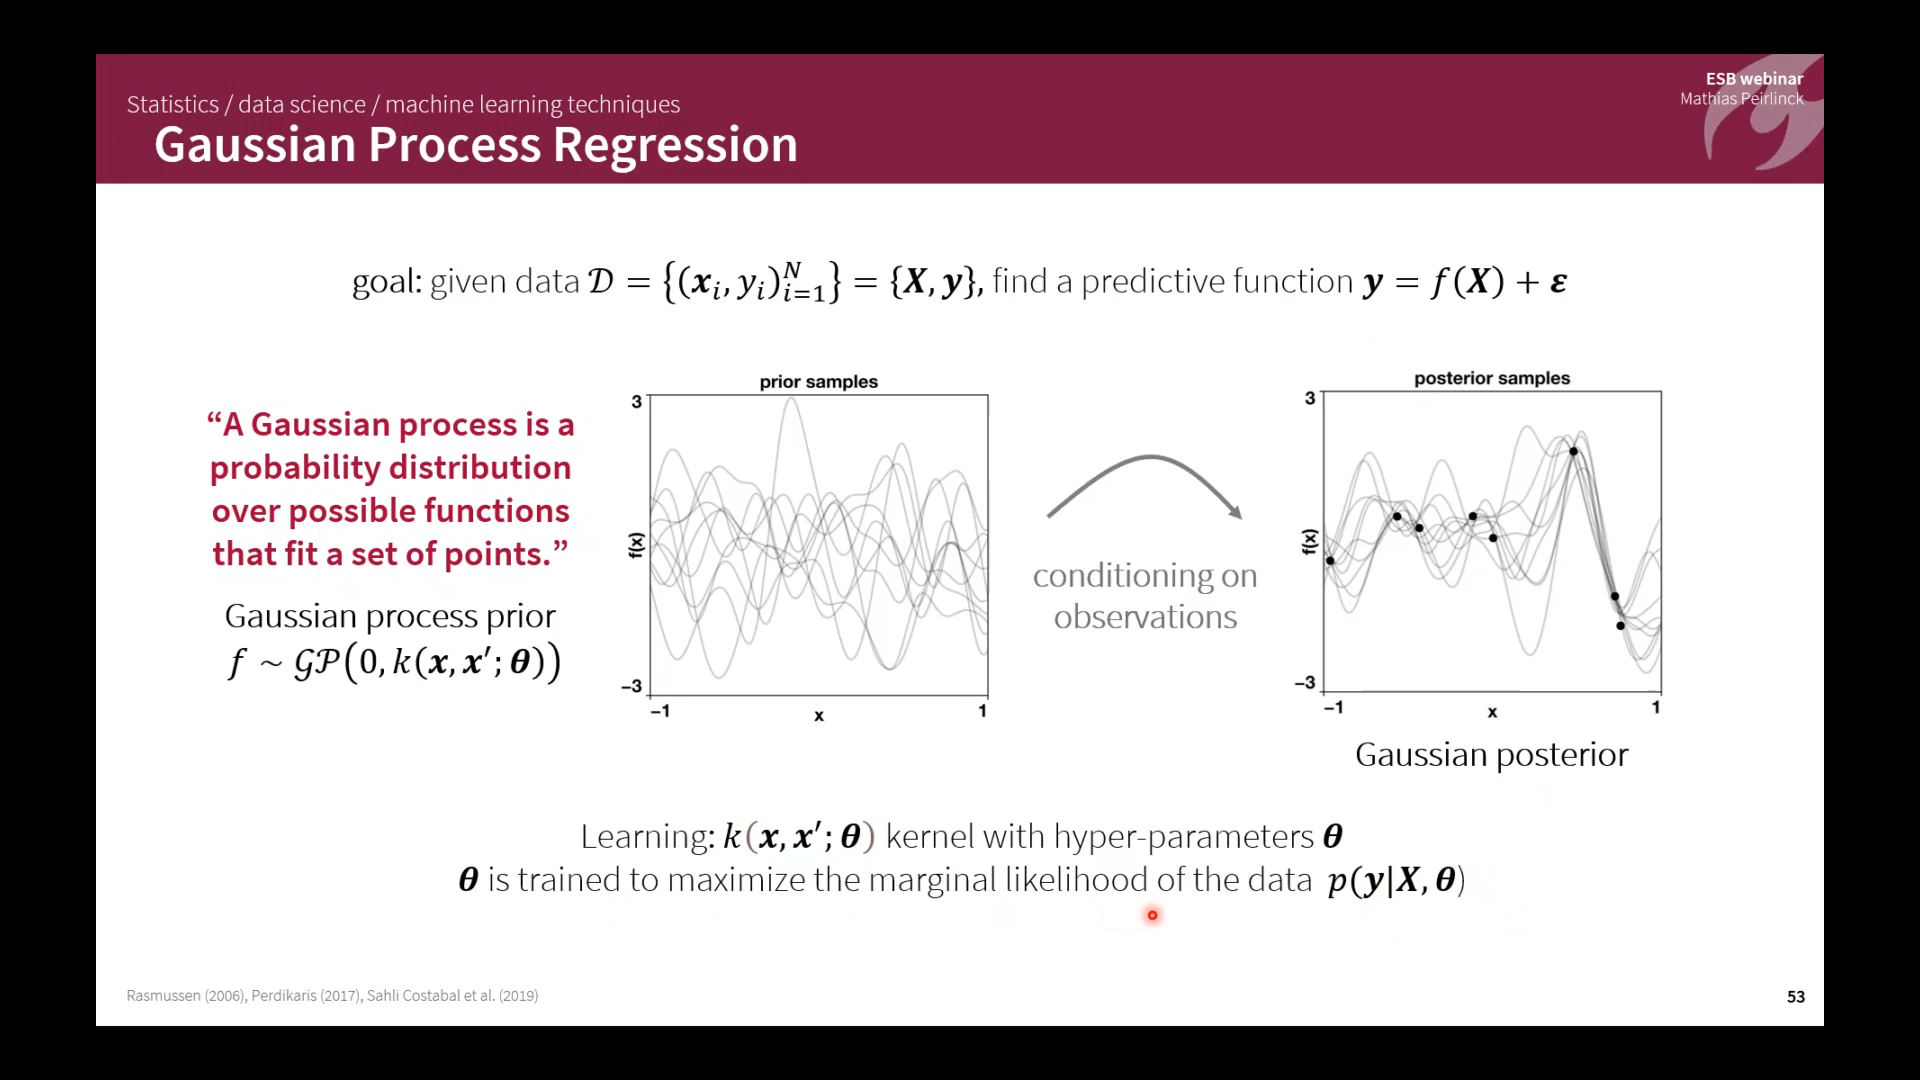 ESB webinar
Mathias Peirlinck
Statistics / data science / machine learning techniques
Gaussian Process Regression
goal: given data 𝒟 = {(𝒙ᵢ, yᵢ)ᵢ₌₁ᴺ} = {𝑿, 𝒚}, find a predictive function 𝒚 = f(𝑿) + 𝜺
“A Gaussian process is a
probability distribution
over possible functions
that fit a set of points.”
Gaussian process prior
f ~ 𝒢𝒫(0, k(𝒙, 𝒙′; 𝜽))
prior samples
3
f(x)
−3
−1
x
1
conditioning on
observations
posterior samples
3
f(x)
−3
−1
x
1
Gaussian posterior
Learning: k(𝒙, 𝒙′; 𝜽) kernel with hyper-parameters 𝜽
𝜽 is trained to maximize the marginal likelihood of the data p(𝒚|𝑿, 𝜽)
Rasmussen (2006), Perdikaris (2017), Sahli Costabal et al. (2019)
53